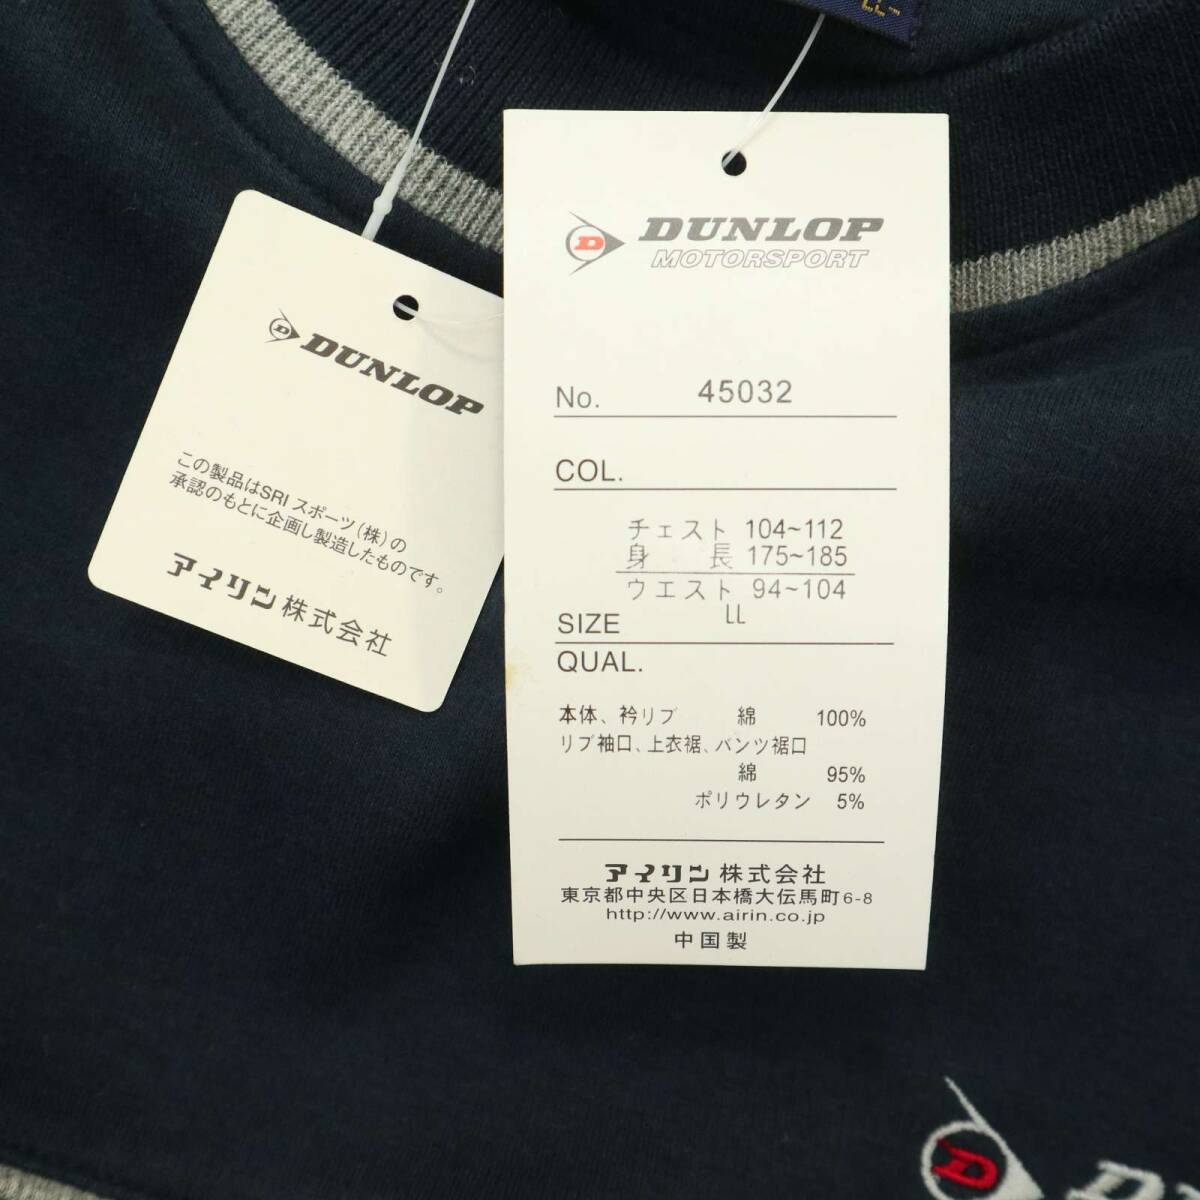 LL
DUNLOP
この製品はSRI スポーツ(株)の
承認のもとに企画し製造したものです。
アイリン 株式会社
DUNLOP
MOTORSPORT
No. 45032
COL.
チェスト 104~112
身 長 175~185
ウエスト 94~104
SIZE LL
QUAL.
本体、衿リブ 綿 100%
リブ袖口、上衣裾、パンツ裾口
綿 95%
ポリウレタン 5%
アイリン 株式会社
東京都中央区日本橋大伝馬町6-8
http://www.airin.co.jp
中国製
D